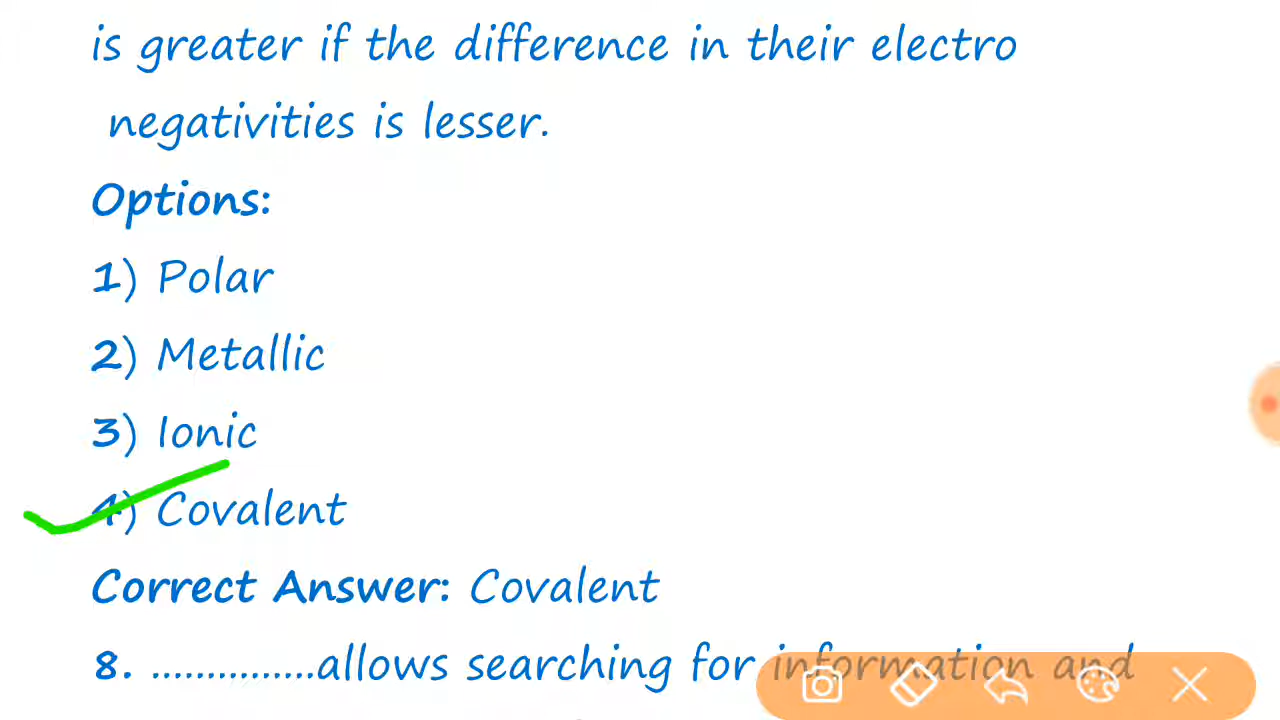 is greater if the difference in their electro
negativities is lesser.
Options:
1) Polar
2) Metallic
3) Ionic
4) Covalent
Correct Answer: Covalent
8. ...............allows searching for information and